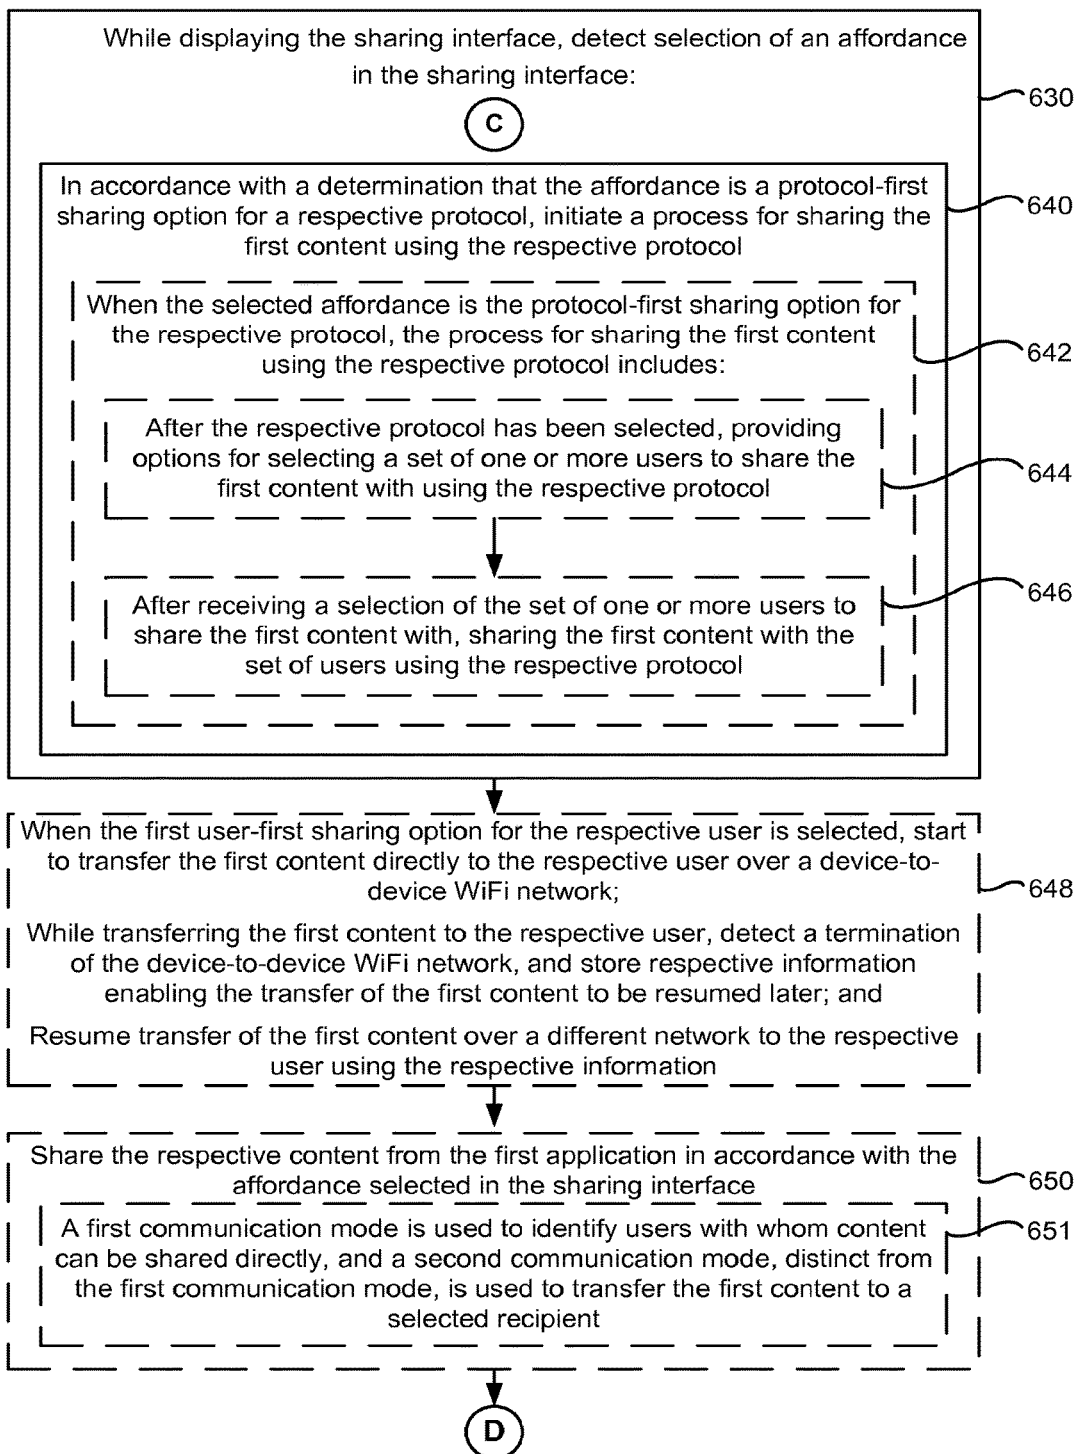 While displaying the sharing interface, detect selection of an affordance
in the sharing interface:
630
C
In accordance with a determination that the affordance is a protocol-first
sharing option for a respective protocol, initiate a process for sharing the
first content using the respective protocol
640
When the selected affordance is the protocol-first sharing option for
the respective protocol, the process for sharing the first content
using the respective protocol includes:
642
After the respective protocol has been selected, providing
options for selecting a set of one or more users to share the
first content with using the respective protocol
644
After receiving a selection of the set of one or more users to
share the first content with, sharing the first content with the
set of users using the respective protocol
646
When the first user-first sharing option for the respective user is selected, start
to transfer the first content directly to the respective user over a device-to-
device WiFi network;
648
While transferring the first content to the respective user, detect a termination
of the device-to-device WiFi network, and store respective information
enabling the transfer of the first content to be resumed later; and
Resume transfer of the first content over a different network to the respective
user using the respective information
Share the respective content from the first application in accordance with the
affordance selected in the sharing interface
650
A first communication mode is used to identify users with whom content
can be shared directly, and a second communication mode, distinct from
the first communication mode, is used to transfer the first content to a
selected recipient
651
D